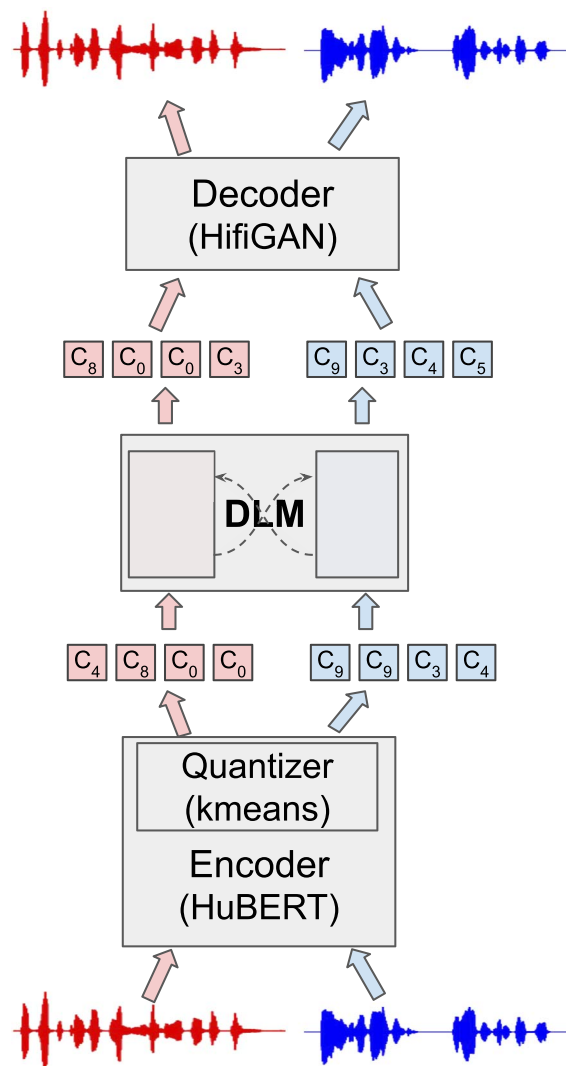 Decoder
(HifiGAN)
C8 C0 C0 C3 C9 C3 C4 C5
DLM
C4 C8 C0 C0 C9 C9 C3 C4
Quantizer
(kmeans)
Encoder
(HuBERT)